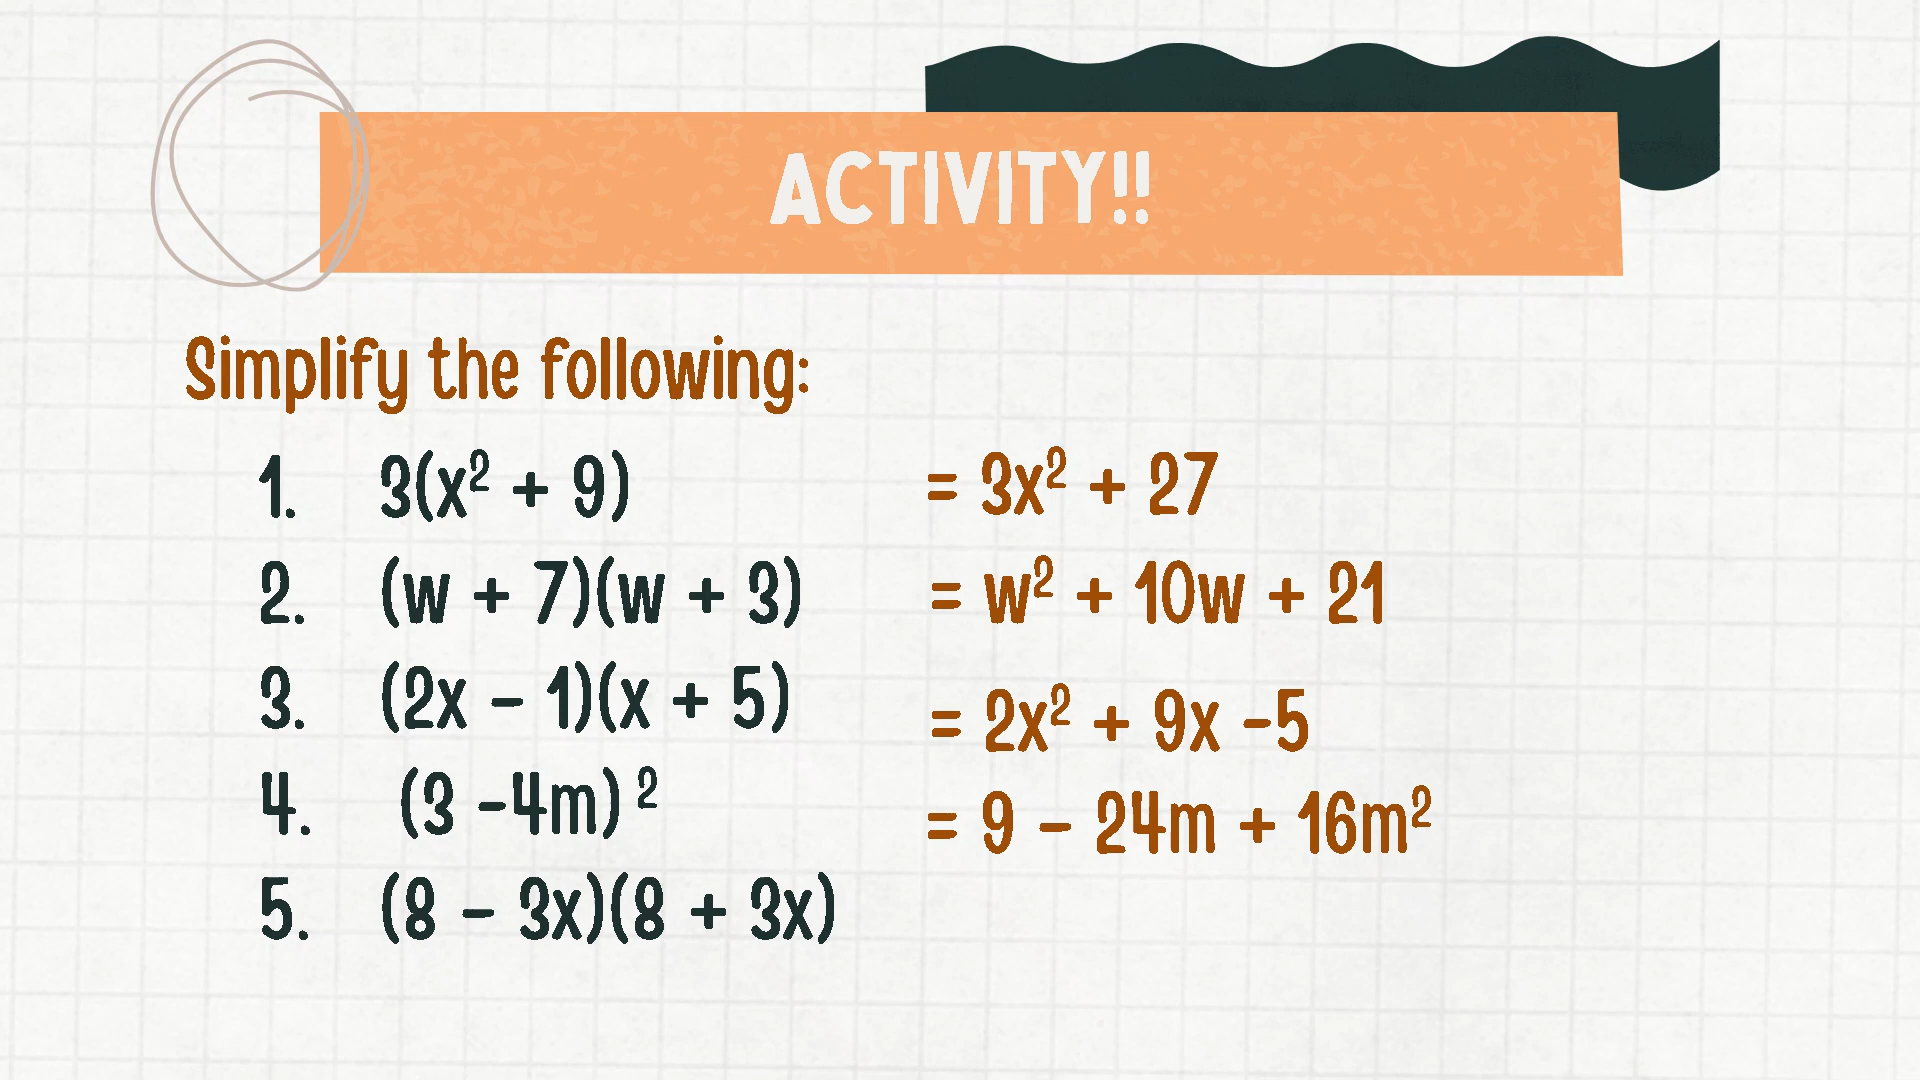 ACTIVITY!!
Simplify the following:
1. 3(x² + 9) = 3x² + 27
2. (w + 7)(w + 3) = w² + 10w + 21
3. (2x – 1)(x + 5) = 2x² + 9x -5
4. (3 -4m) ² = 9 – 24m + 16m²
5. (8 – 3x)(8 + 3x)